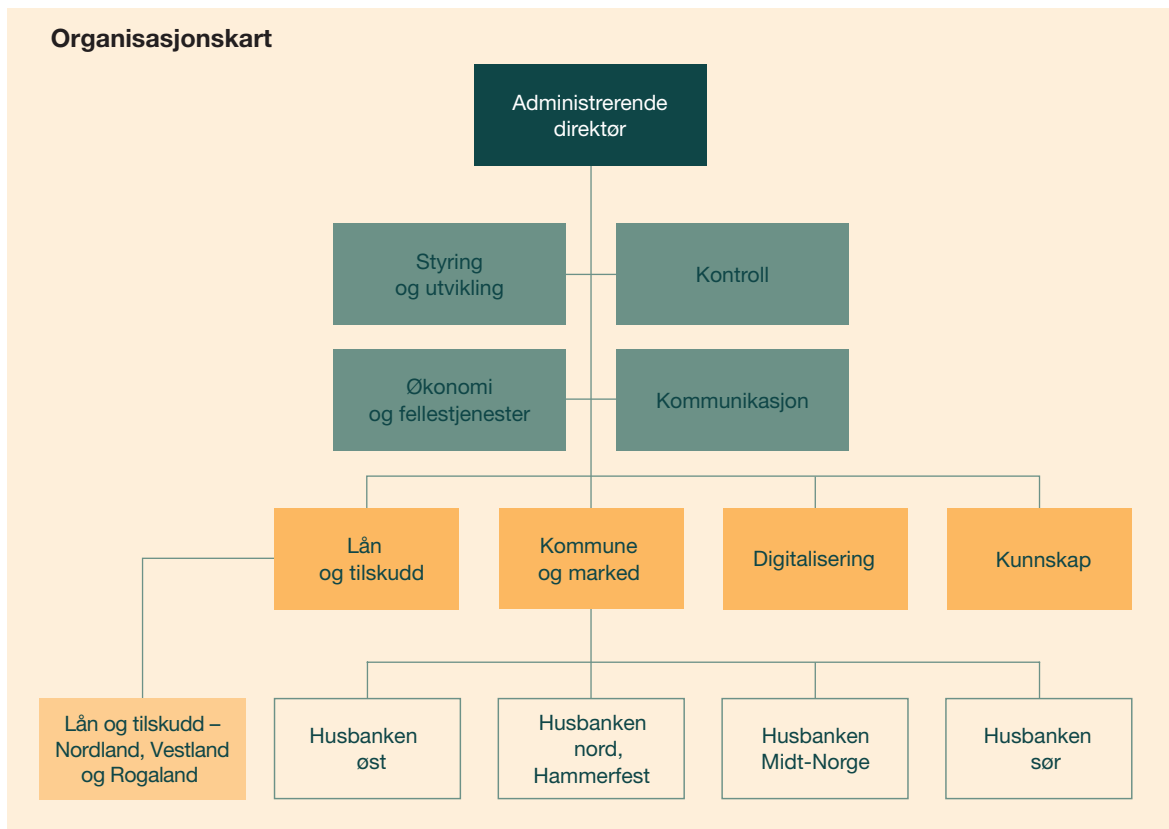 Organisasjonskart
Administrerende
direktør
Styring
og utvikling
Kontroll
Økonomi
og fellestjenester
Kommunikasjon
Lån
og tilskudd
Kommune
og marked
Digitalisering
Kunnskap
Lån og tilskudd –
Nordland, Vestland
og Rogaland
Husbanken
øst
Husbanken
nord,
Hammerfest
Husbanken
Midt-Norge
Husbanken
sør